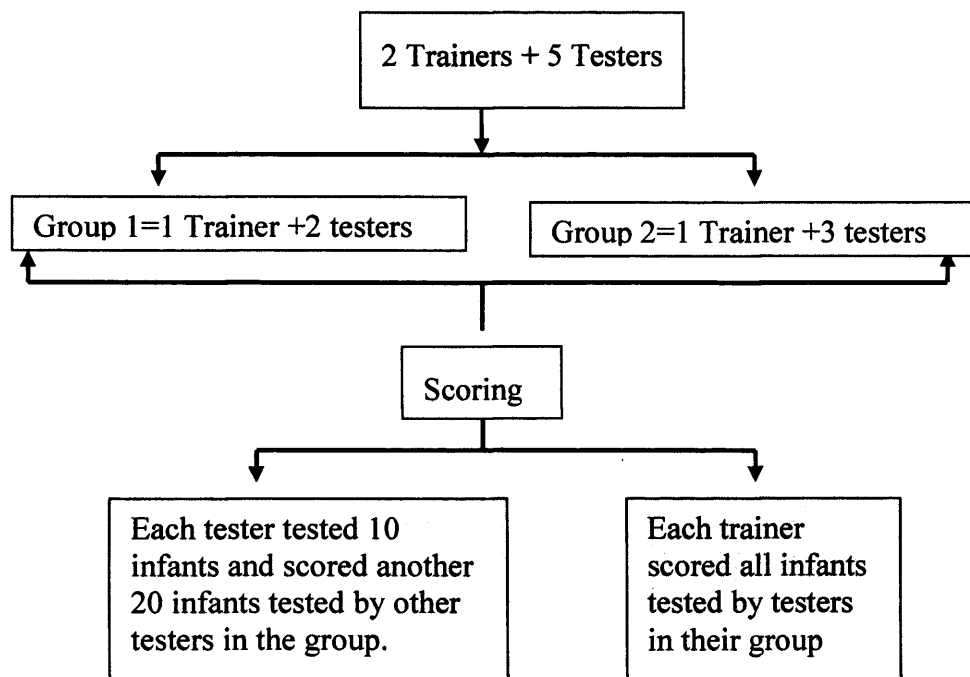 2 Trainers + 5 Testers
Group 1=1 Trainer +2 testers
Group 2=1 Trainer +3 testers
Scoring
Each tester tested 10
infants and scored another
20 infants tested by other
testers in the group.
Each trainer
scored all infants
tested by testers
in their group